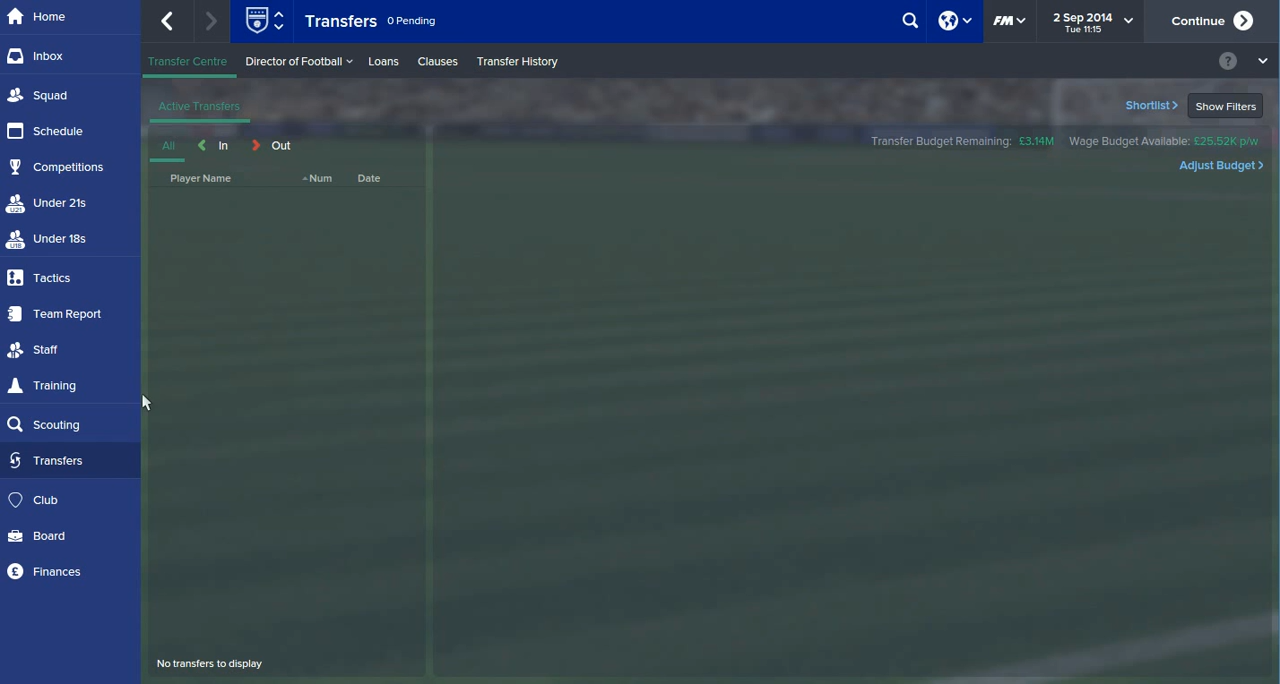 Home
Inbox
Squad
Schedule
Competitions
U21 Under 21s
U18 Under 18s
Tactics
Team Report
Staff
Training
Scouting
Transfers
Club
Board
£ Finances
Transfers 0 Pending
FM
2 Sep 2014
Tue 11:15
Continue
Transfer Centre Director of Football Loans Clauses Transfer History
?
Active Transfers
Shortlist> Show Filters
All In Out
Transfer Budget Remaining: £3.14M Wage Budget Available: £25.52K p/w
Adjust Budget >
Player Name Num Date
No transfers to display